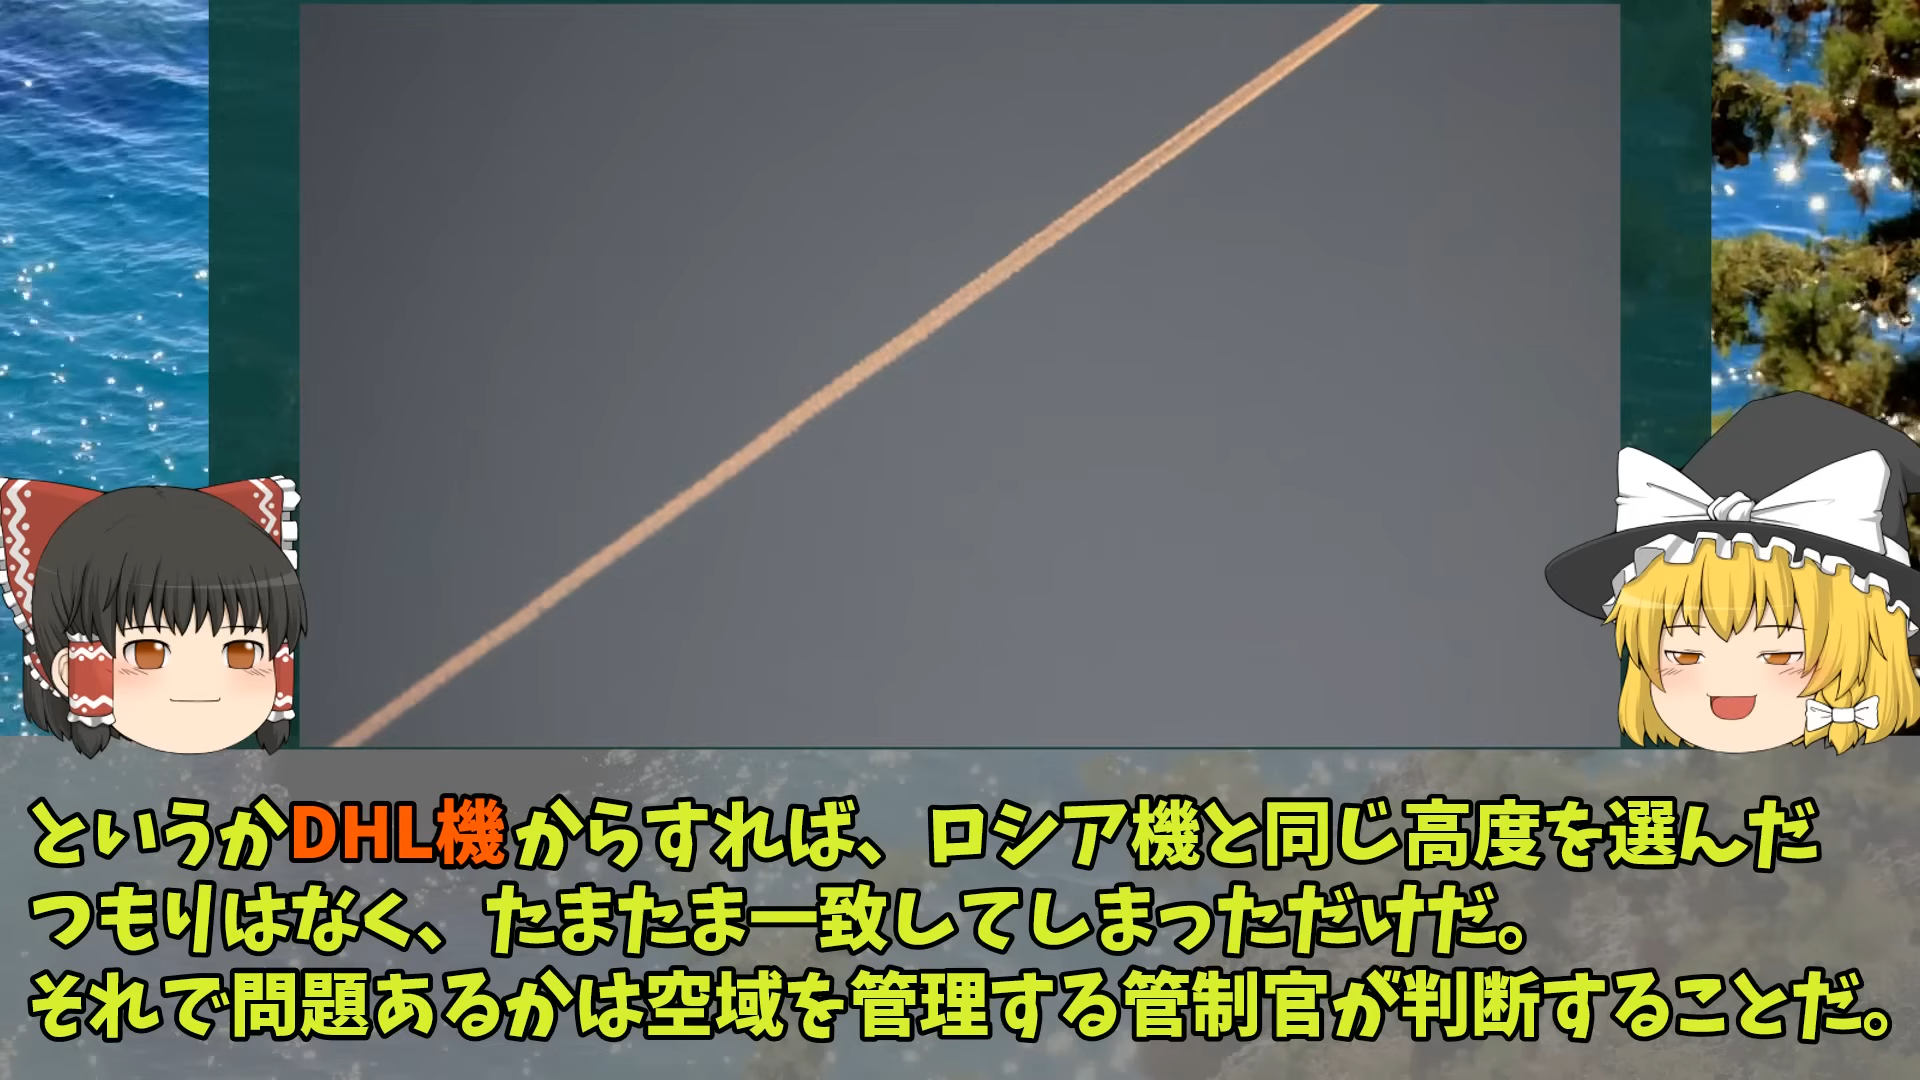 というかDHL機からすれば、ロシア機と同じ高度を選んだ
つもりはなく、たまたま一致してしまっただけだ。
それで問題あるかは空域を管理する管制官が判断することだ。